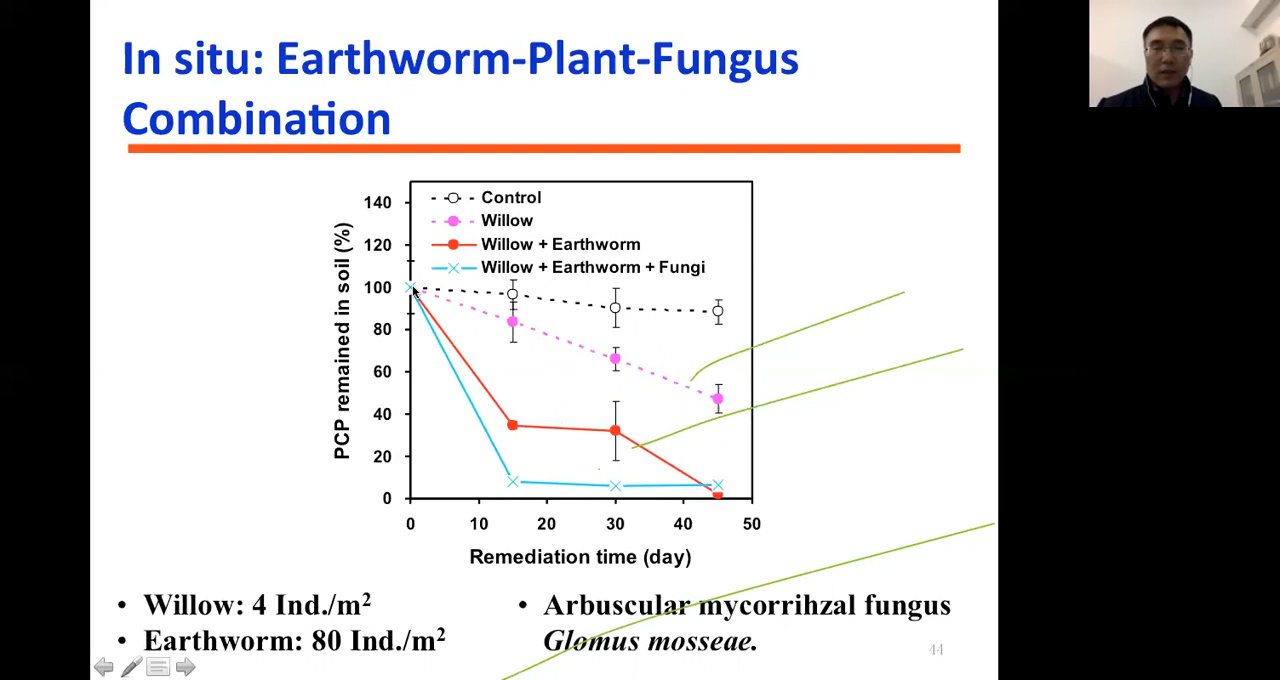 In situ: Earthworm-Plant-Fungus
Combination
Control
Willow
Willow + Earthworm
Willow + Earthworm + Fungi
PCP remained in soil (%)
140
120
100
80
60
40
20
0
0 10 20 30 40 50
Remediation time (day)
• Willow: 4 Ind./m²
• Earthworm: 80 Ind./m²
• Arbuscular mycorrihzal fungus
Glomus mosseae.
44